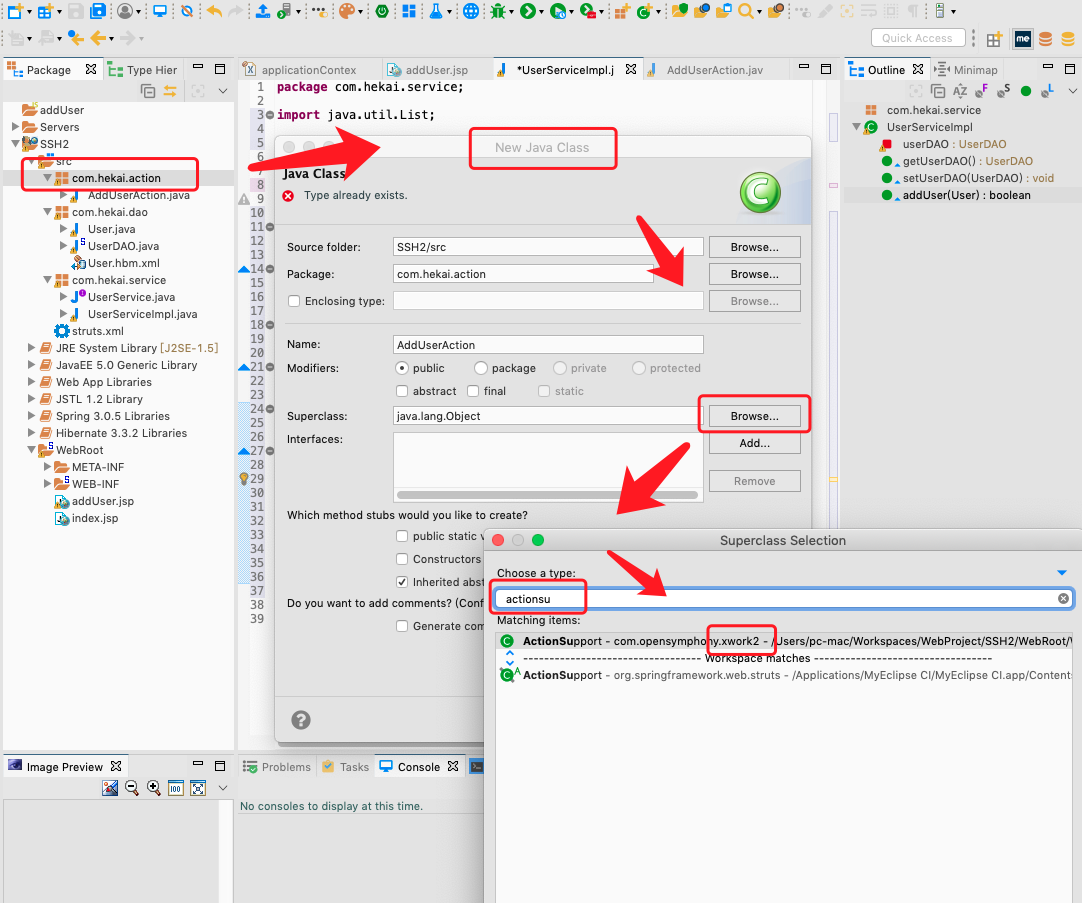 Quick Access
me
Package
Type Hier
applicationContex
addUser.jsp
*UserServiceImpl.j
AddUserAction.jav
Outline
Minimap
addUser
Servers
SSH2
src
com.hekai.action
AddUserAction.java
com.hekai.dao
User.java
UserDAO.java
User.hbm.xml
com.hekai.service
UserService.java
UserServiceImpl.java
struts.xml
JRE System Library [J2SE-1.5]
JavaEE 5.0 Generic Library
Web App Libraries
JSTL 1.2 Library
Spring 3.0.5 Libraries
Hibernate 3.3.2 Libraries
WebRoot
META-INF
WEB-INF
addUser.jsp
index.jsp
1 package com.hekai.service;
2
3 import java.util.List;
4
5
6
7
8
9
10
11
12
13
14
15
16
17
18
19
20
21
22
23
24
25
26
27
28
29
30
31
32
33
34
35
36
37
38
39
New Java Class
Java Class
Type already exists.
Source folder: SSH2/src Browse...
Package: com.hekai.action Browse...
Enclosing type: Browse...
Name: AddUserAction
Modifiers: public package private protected
abstract final static
Superclass: java.lang.Object Browse...
Interfaces: Add...
Remove
Which method stubs would you like to create?
public static
Constructors
Inherited abst
Do you want to add comments? (Conf
Generate com
Superclass Selection
Choose a type:
actionsu
Matching items:
ActionSupport - com.opensymphony.xwork2 - /Users/pc-mac/Workspaces/WebProject/SSH2/WebRoot/
Workspace matches
ActionSupport - org.springframework.web.struts - /Applications/MyEclipse CI/MyEclipse CI.app/Content
com.hekai.service
UserServiceImpl
userDAO : UserDAO
getUserDAO() : UserDAO
setUserDAO(UserDAO) : void
addUser(User) : boolean
Image Preview
Problems
Tasks
Console
No consoles to display at this time.